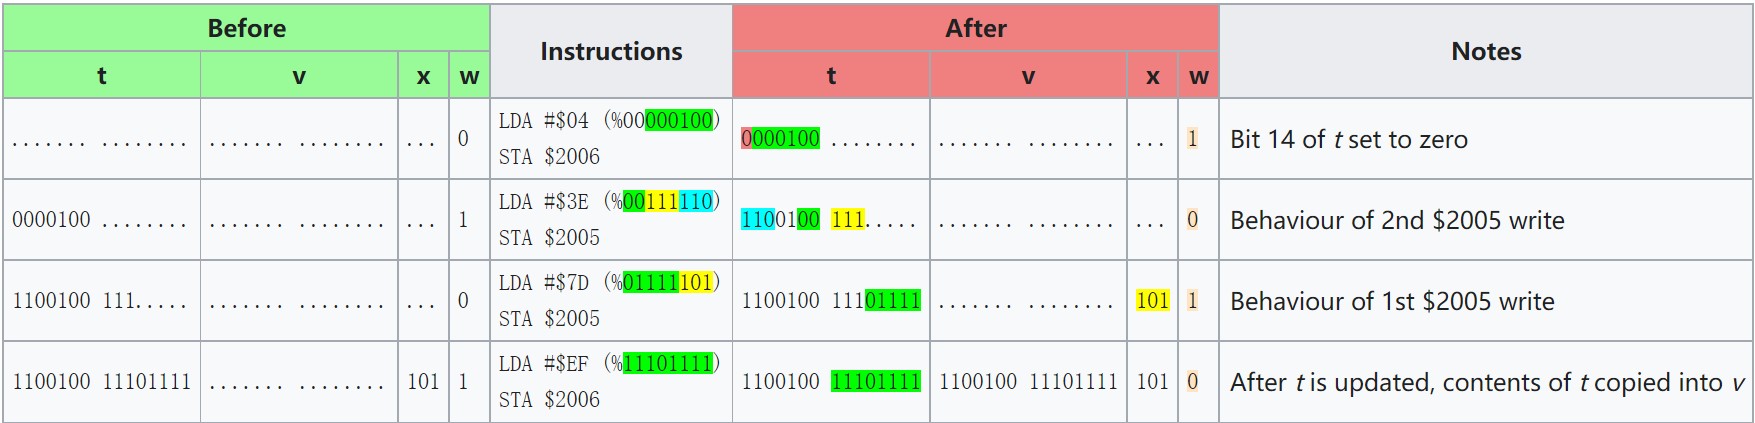 Before Instructions After Notes
t v x w t v x w
....... ........ ....... ........ ... 0 LDA #$04 (%00000100) STA $2006 0000100 ........ ....... ........ ... 1 Bit 14 of t set to zero
0000100 ........ ....... ........ ... 1 LDA #$3E (%00111110) STA $2005 1100100 111..... ....... ........ ... 0 Behaviour of 2nd $2005 write
1100100 111..... ....... ........ ... 0 LDA #$7D (%01111101) STA $2005 1100100 11101111 ....... ........ 101 1 Behaviour of 1st $2005 write
1100100 11101111 ....... ........ 101 1 LDA #$EF (%11101111) STA $2006 1100100 11101111 1100100 11101111 101 0 After t is updated, contents of t copied into v